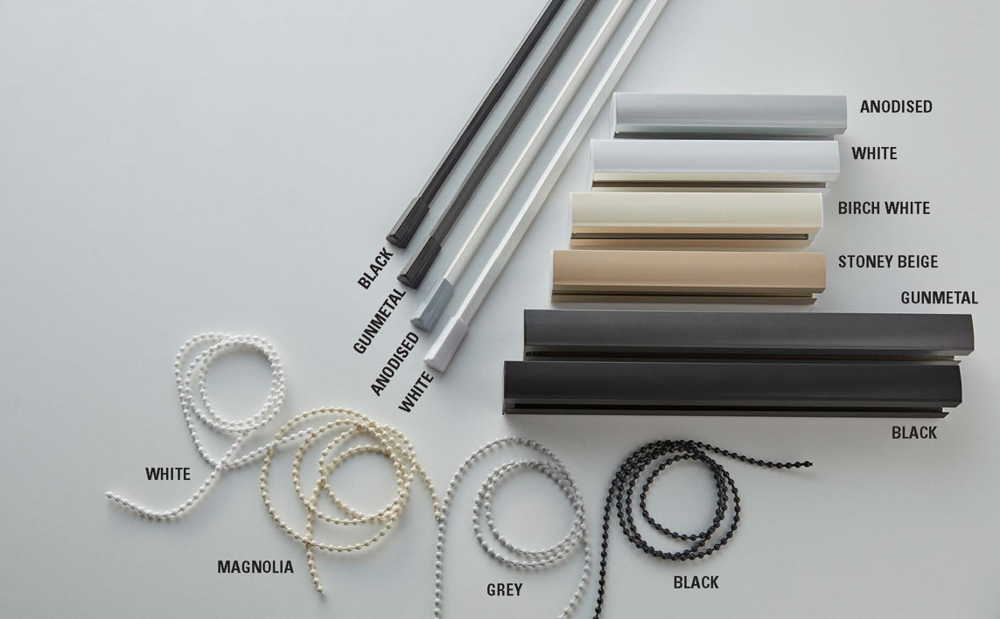 ANODISED
WHITE
BIRCH WHITE
STONEY BEIGE
GUNMETAL
BLACK
BLACK
GUNMETAL
ANODISED
WHITE
WHITE
MAGNOLIA
GREY
BLACK